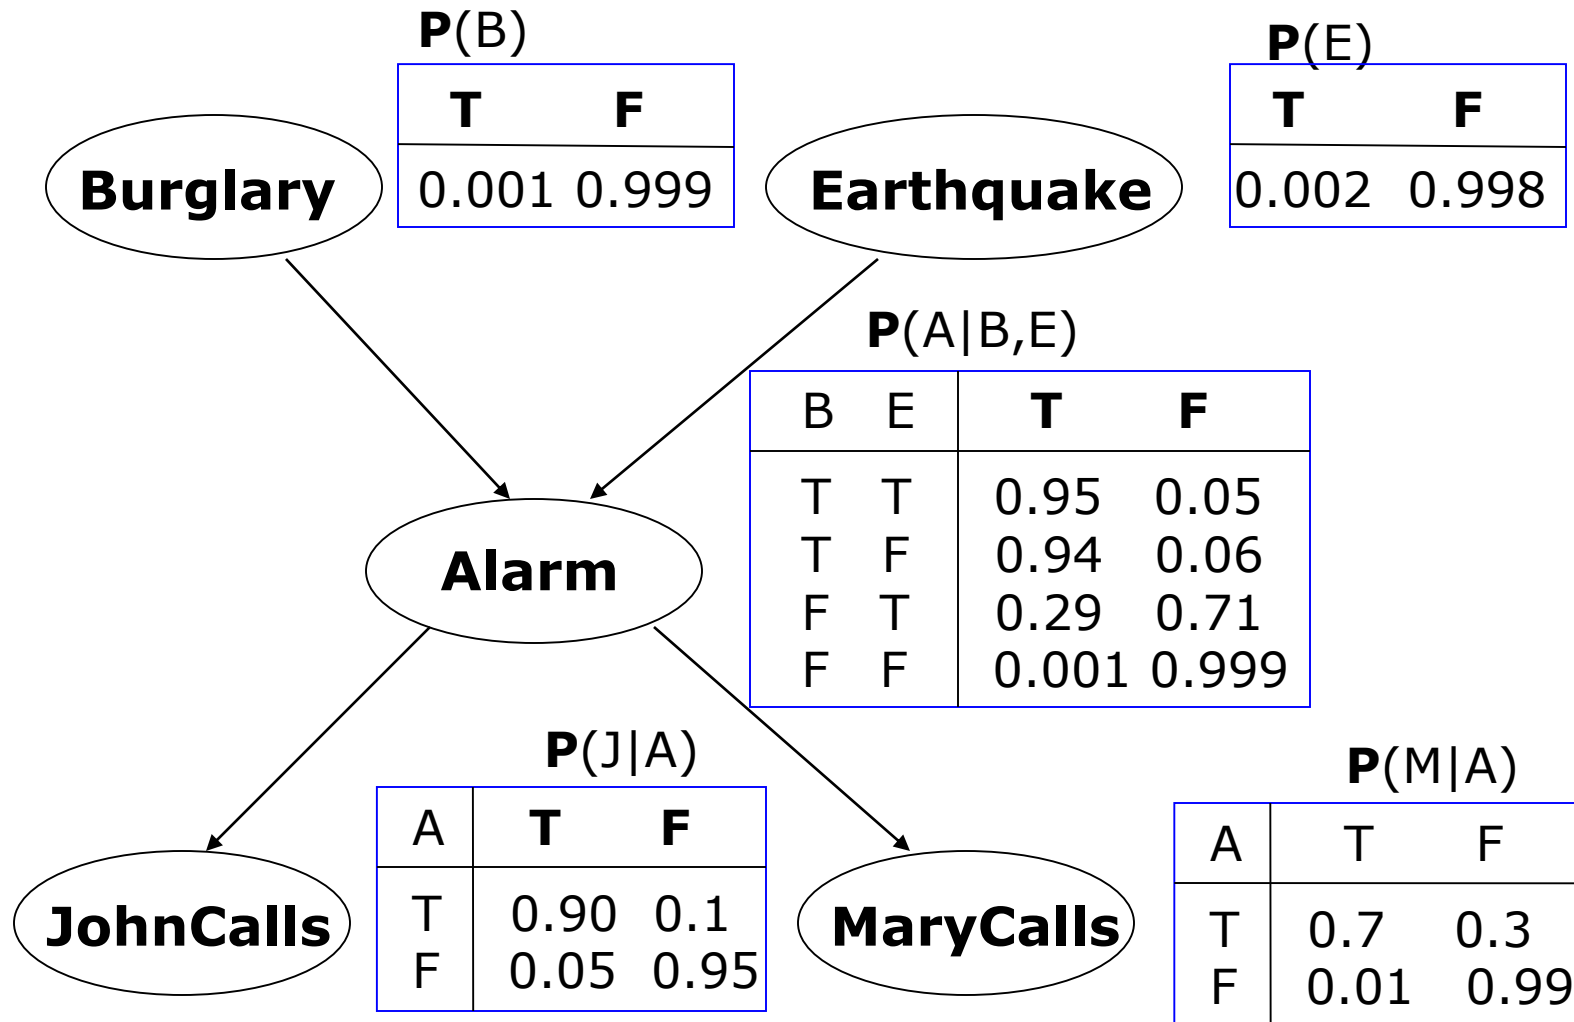 P(B)
T F
0.001 0.999
Burglary
P(E)
T F
0.002 0.998
Earthquake
P(A|B,E)
B E T F
T T 0.95 0.05
T F 0.94 0.06
F T 0.29 0.71
F F 0.001 0.999
Alarm
P(J|A)
A T F
T 0.90 0.1
F 0.05 0.95
JohnCalls
P(M|A)
A T F
T 0.7 0.3
F 0.01 0.99
MaryCalls